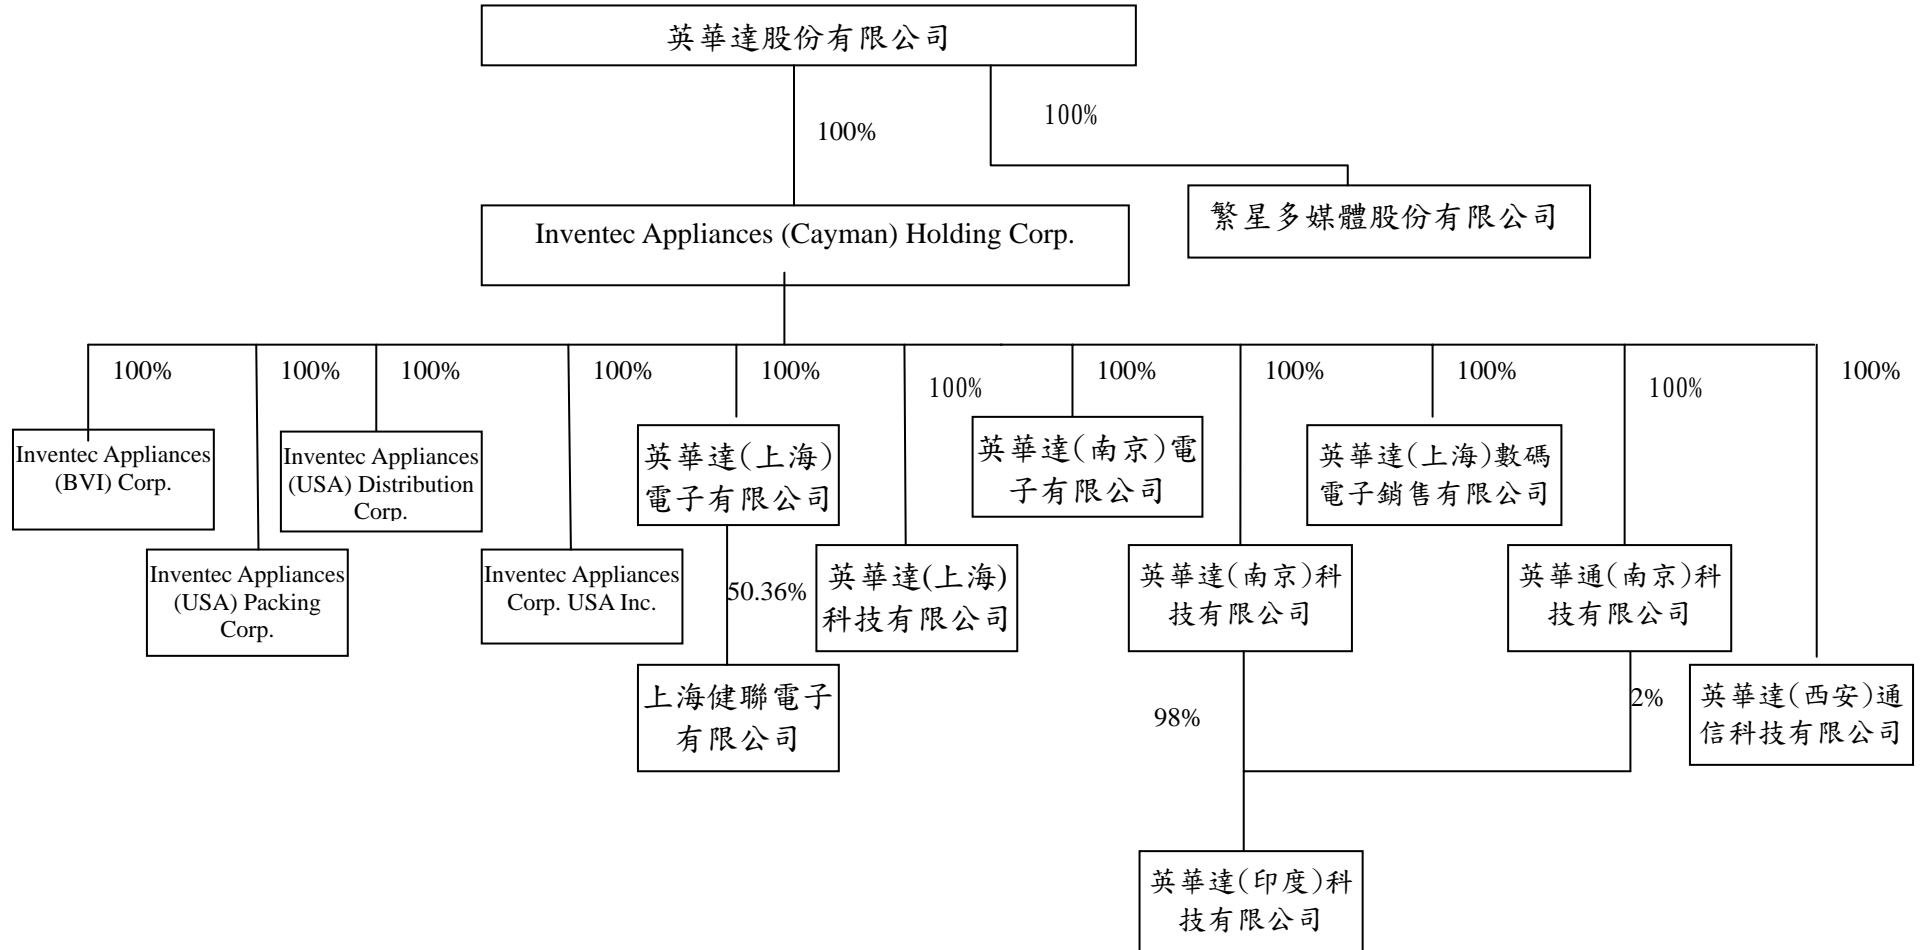 英華達股份有限公司
100%
100%
繁星多媒體股份有限公司
Inventec Appliances (Cayman) Holding Corp.
100%
100%
100%
100%
100%
100%
100%
100%
100%
100%
100%
Inventec Appliances
(BVI) Corp.
Inventec Appliances
(USA) Distribution
Corp.
英華達(上海)
電子有限公司
英華達(南京)電
子有限公司
英華達(上海)數碼
電子銷售有限公司
Inventec Appliances
(USA) Packing
Corp.
Inventec Appliances
Corp. USA Inc.
50.36%
英華達(上海)
科技有限公司
英華達(南京)科
技有限公司
英華通(南京)科
技有限公司
上海健聯電子
有限公司
98%
2%
英華達(西安)通
信科技有限公司
英華達(印度)科
技有限公司